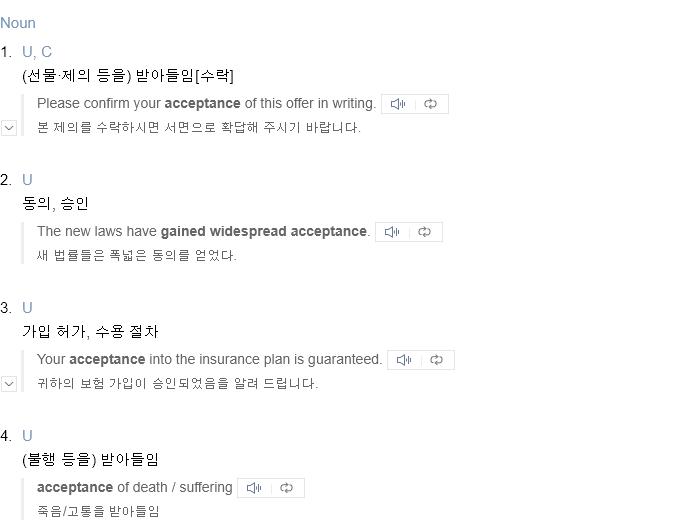 Noun
1. U, C
(선물·제의 등을) 받아들임[수락]
Please confirm your acceptance of this offer in writing.
본 제의를 수락하시면 서면으로 확답해 주시기 바랍니다.
2. U
동의, 승인
The new laws have gained widespread acceptance.
새 법률들은 폭넓은 동의를 얻었다.
3. U
가입 허가, 수용 절차
Your acceptance into the insurance plan is guaranteed.
귀하의 보험 가입이 승인되었음을 알려 드립니다.
4. U
(불행 등을) 받아들임
acceptance of death / suffering
죽음/고통을 받아들임